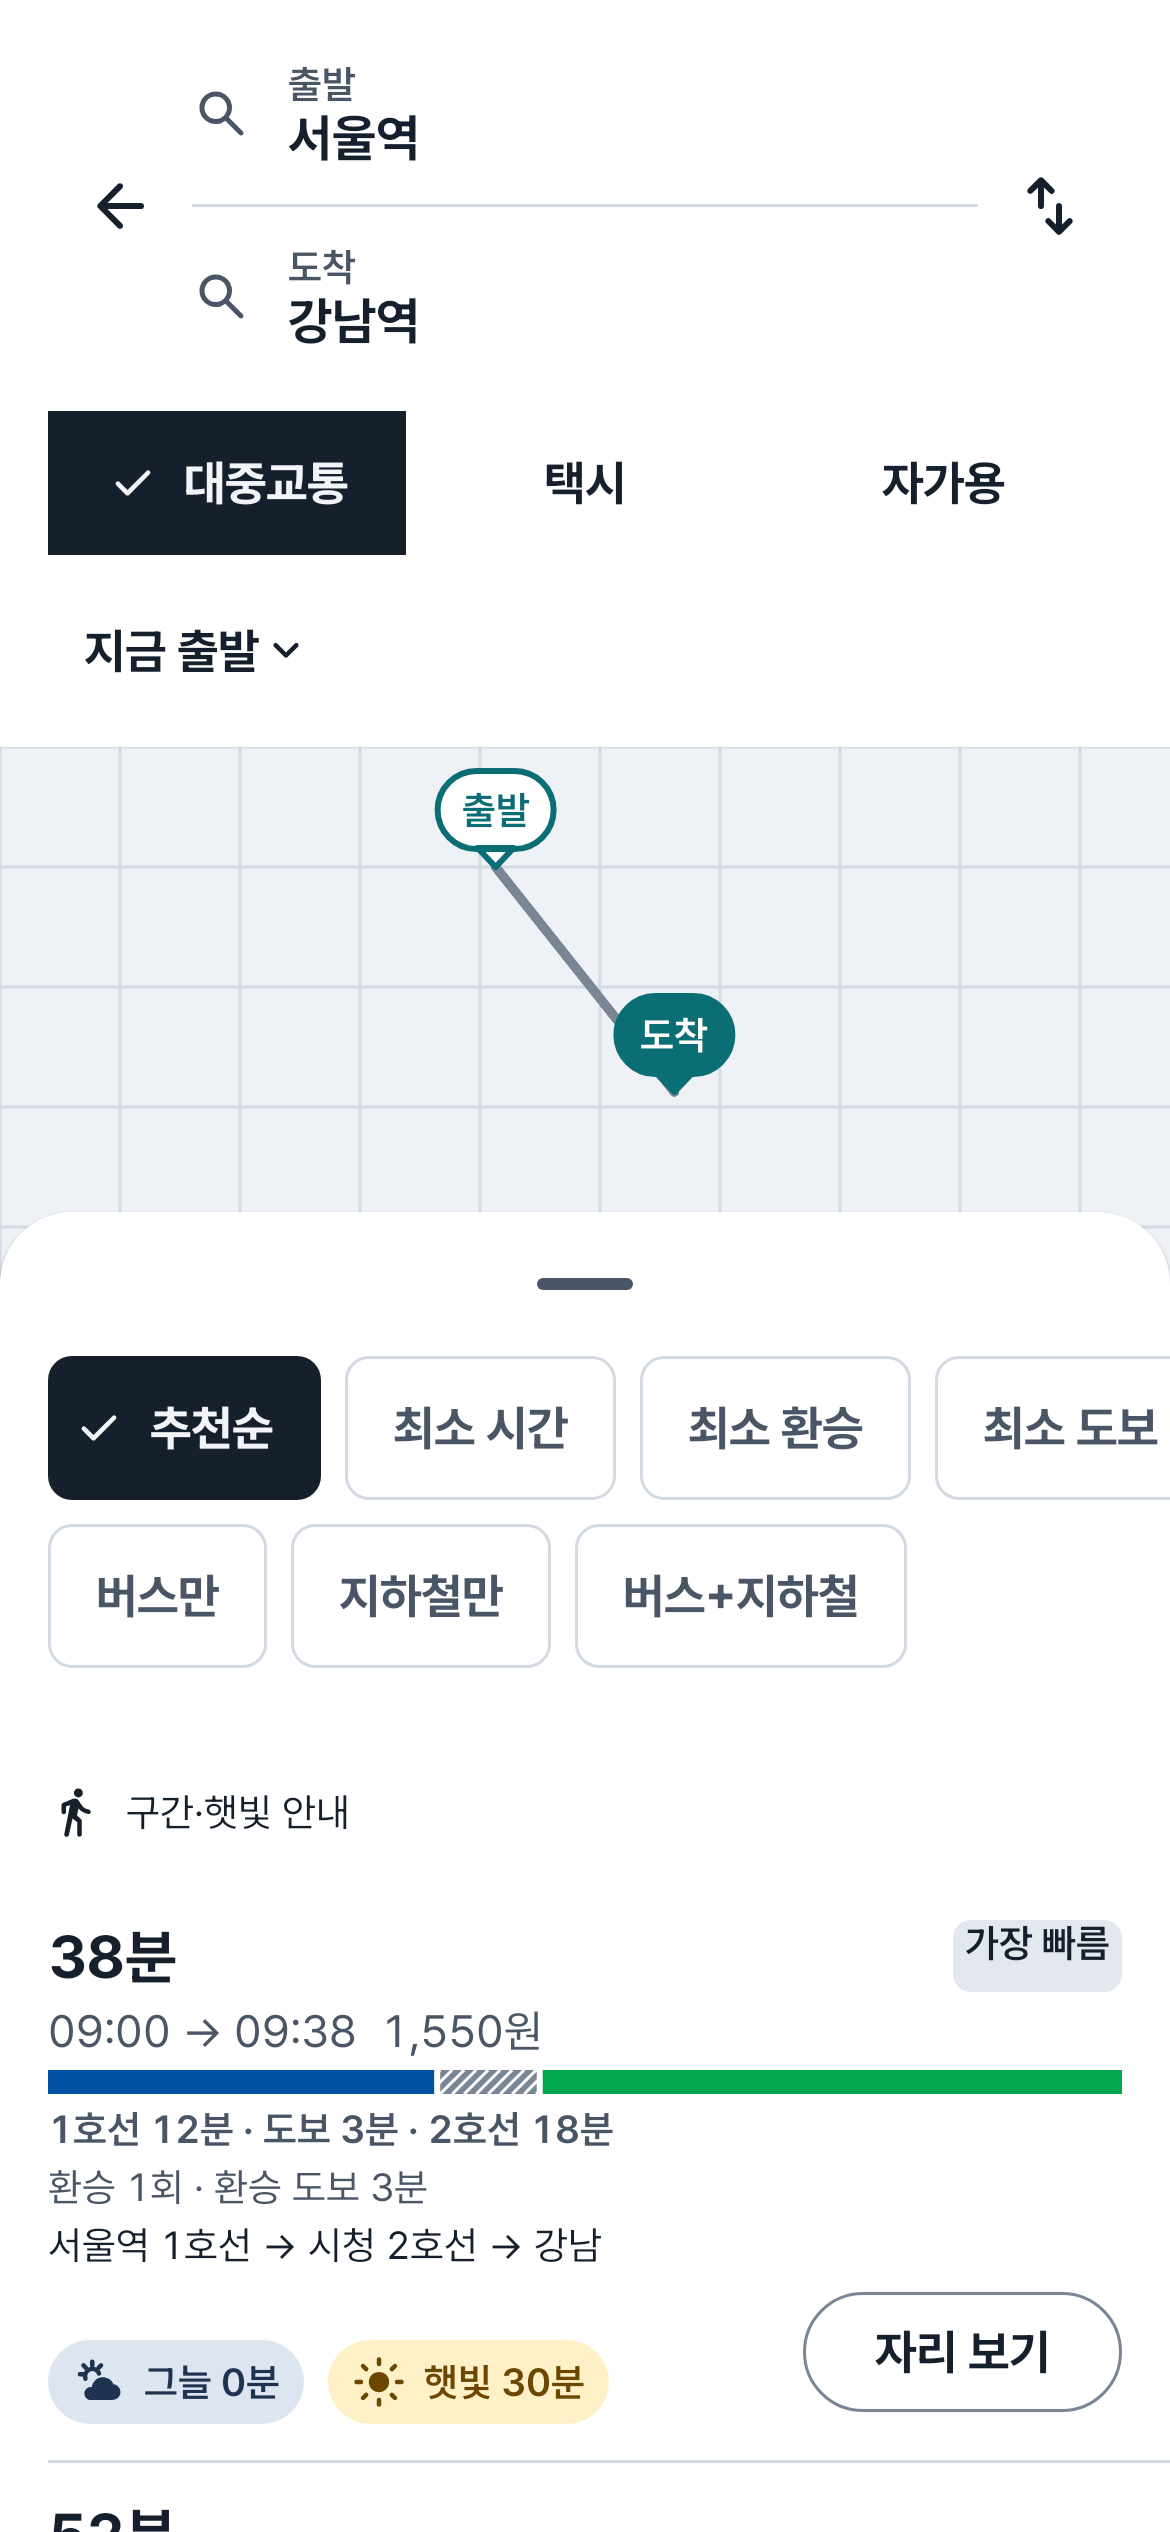 출발
서울역
도착
강남역
대중교통 택시 자가용
지금 출발
출발
도착
추천순 최소 시간 최소 환승 최소 도보
버스만 지하철만 버스+지하철
구간·햇빛 안내
38분 가장 빠름
09:00 → 09:38 1,550원
1호선 12분 · 도보 3분 · 2호선 18분
환승 1회 · 환승 도보 3분
서울역 1호선 → 시청 2호선 → 강남
자리 보기
그늘 0분 햇빛 30분